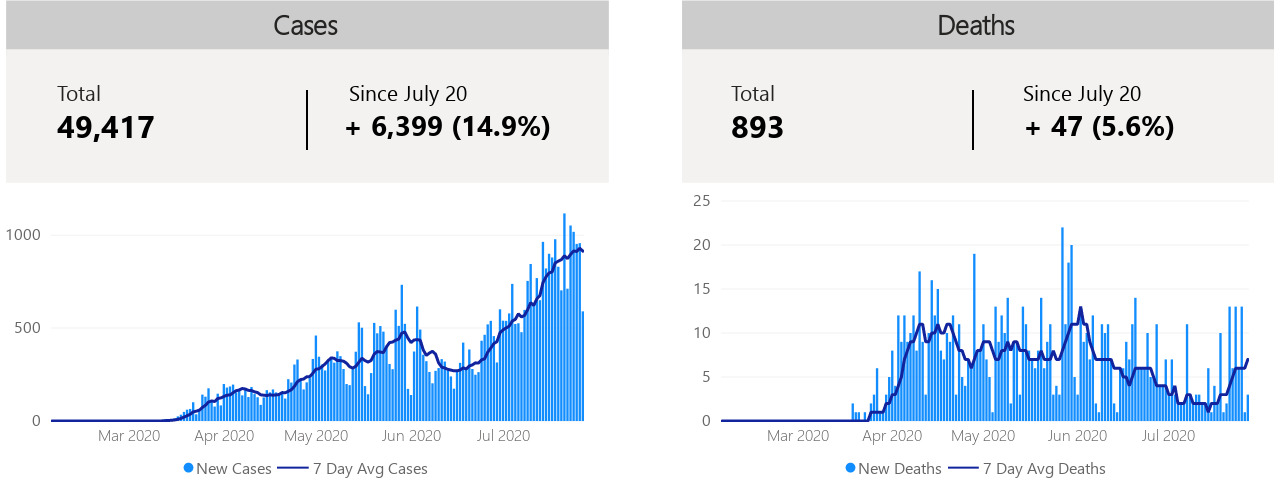 Cases
Total
49,417
Since July 20
+ 6,399 (14.9%)
1000
500
0
Mar 2020 Apr 2020 May 2020 Jun 2020 Jul 2020
New Cases 7 Day Avg Cases
Deaths
Total
893
Since July 20
+ 47 (5.6%)
25
20
15
10
5
0
Mar 2020 Apr 2020 May 2020 Jun 2020 Jul 2020
New Deaths 7 Day Avg Deaths